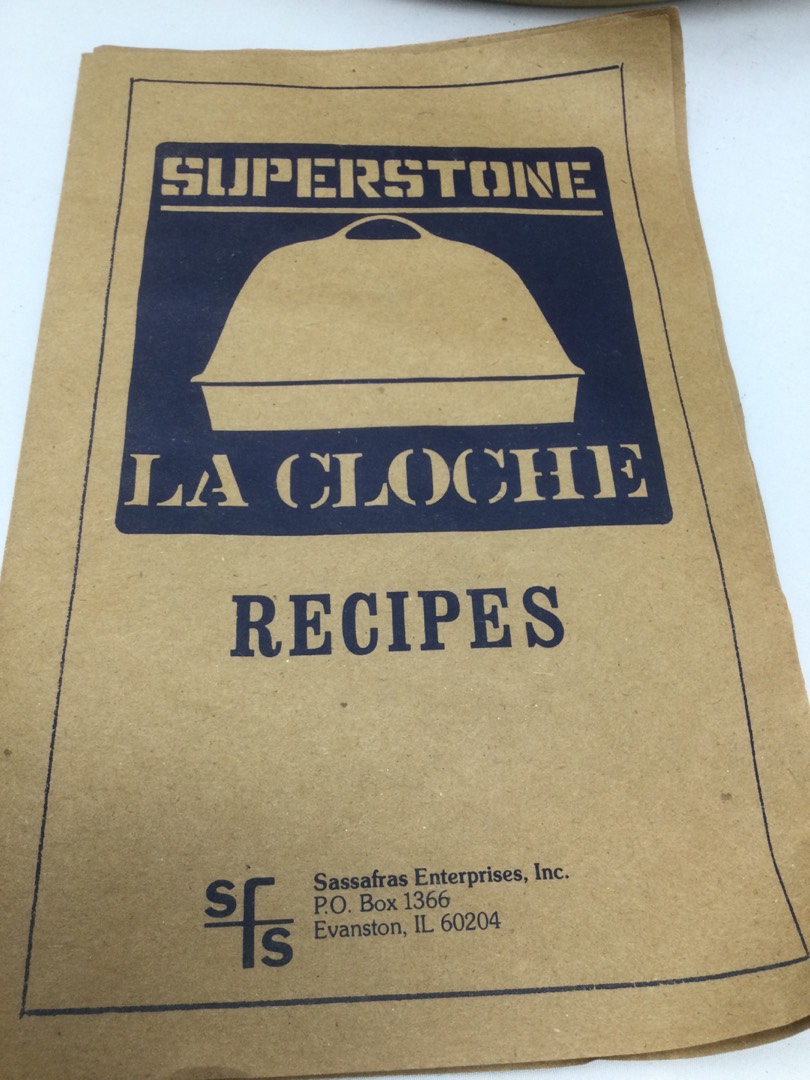 SUPERSTONE
LA CLOCHE
RECIPES
sfs
Sassafras Enterprises, Inc.
P.O. Box 1366
Evanston, IL 60204